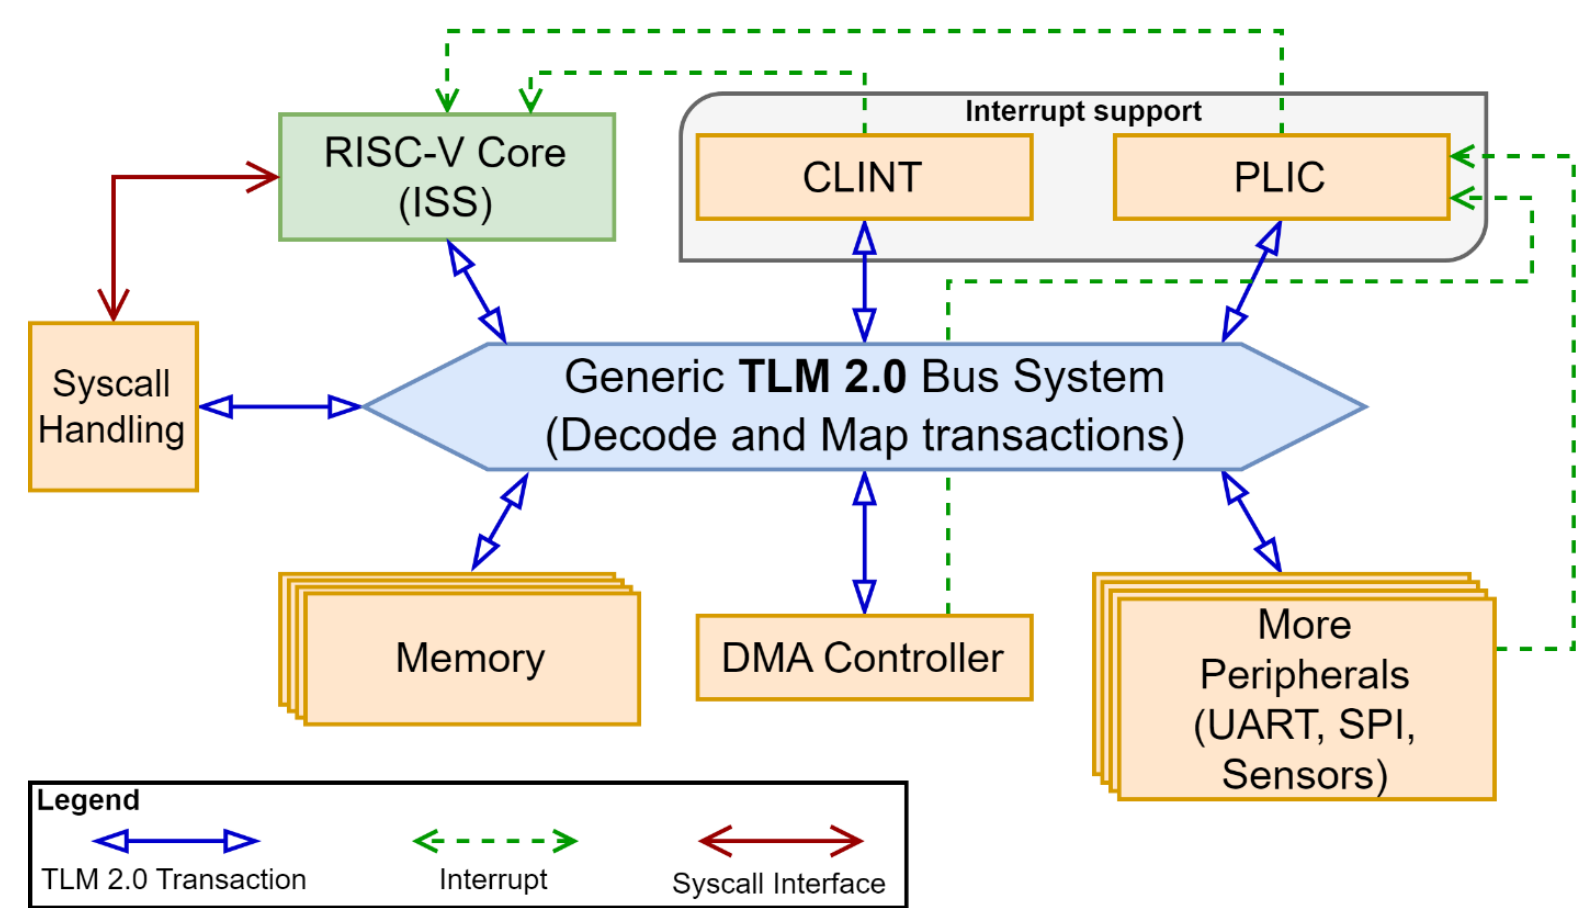 Interrupt support
RISC-V Core
(ISS)
CLINT
PLIC
Syscall
Handling
Generic TLM 2.0 Bus System
(Decode and Map transactions)
Memory
DMA Controller
More
Peripherals
(UART, SPI,
Sensors)
Legend
TLM 2.0 Transaction
Interrupt
Syscall Interface